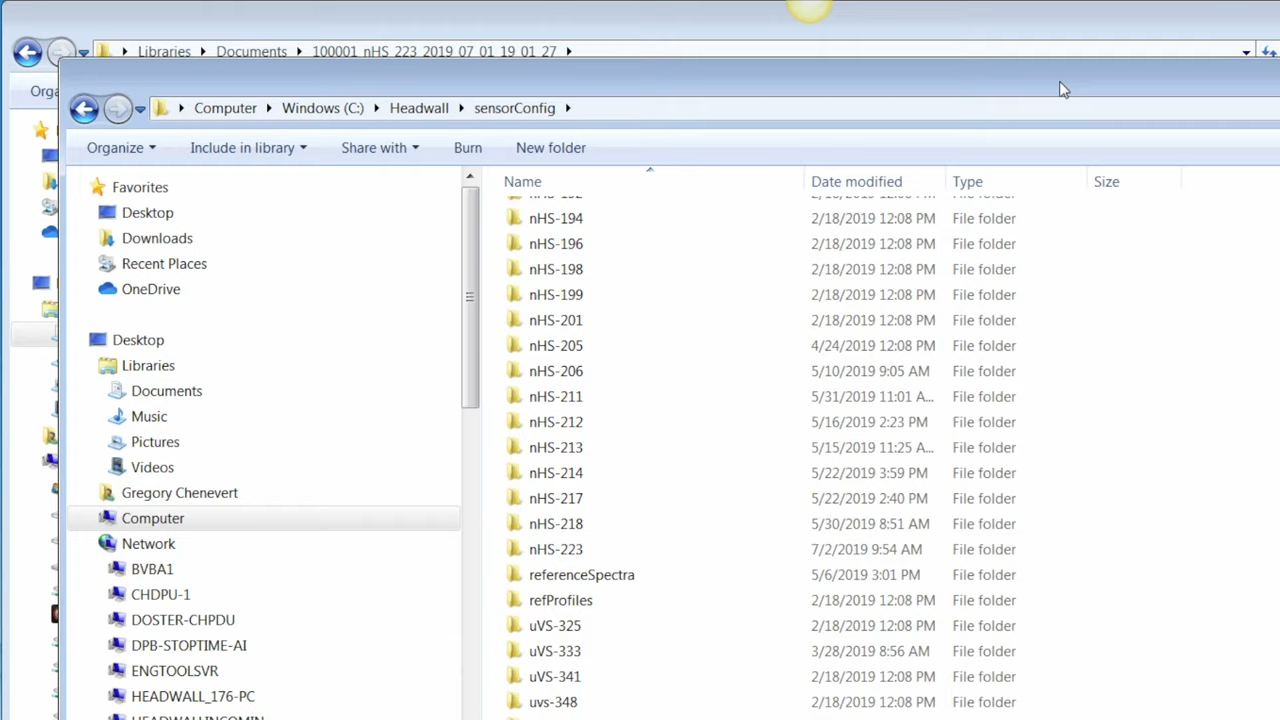 Libraries Documents 100001_nHS_223_2019_07_01_19_01_27
Orga
Computer Windows (C:) Headwall sensorConfig
Organize Include in library Share with Burn New folder
Name Date modified Type Size
Favorites
Desktop
Downloads
Recent Places
OneDrive
Desktop
Libraries
Documents
Music
Pictures
Videos
Gregory Chenevert
Computer
Network
BVBA1
CHDPU-1
DOSTER-CHPDU
DPB-STOPTIME-AI
ENGTOOLSVR
HEADWALL_176-PC
nHS-194 2/18/2019 12:08 PM File folder
nHS-196 2/18/2019 12:08 PM File folder
nHS-198 2/18/2019 12:08 PM File folder
nHS-199 2/18/2019 12:08 PM File folder
nHS-201 2/18/2019 12:08 PM File folder
nHS-205 4/24/2019 12:08 PM File folder
nHS-206 5/10/2019 9:05 AM File folder
nHS-211 5/31/2019 11:01 A... File folder
nHS-212 5/16/2019 2:23 PM File folder
nHS-213 5/15/2019 11:25 A... File folder
nHS-214 5/22/2019 3:59 PM File folder
nHS-217 5/22/2019 2:40 PM File folder
nHS-218 5/30/2019 8:51 AM File folder
nHS-223 7/2/2019 9:54 AM File folder
referenceSpectra 5/6/2019 3:01 PM File folder
refProfiles 2/18/2019 12:08 PM File folder
uVS-325 2/18/2019 12:08 PM File folder
uVS-333 3/28/2019 8:56 AM File folder
uVS-341 2/18/2019 12:08 PM File folder
uvs-348 2/18/2019 12:08 PM File folder